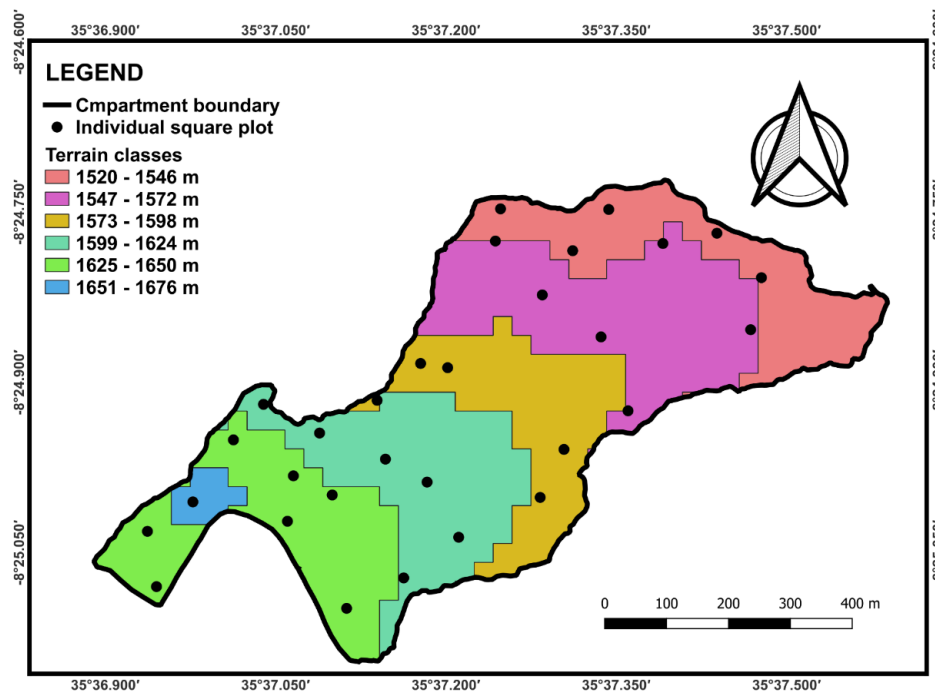 35°36.900' 35°37.050' 35°37.200' 35°37.350' 35°37.500'
-8°24.600'
LEGEND
Cmpartment boundary
Individual square plot
Terrain classes
1520 - 1546 m
1547 - 1572 m
1573 - 1598 m
1599 - 1624 m
1625 - 1650 m
1651 - 1676 m
-8°24.750'
-8°24.900'
-8°25.050'
0 100 200 300 400 m
35°36.900' 35°37.050' 35°37.200' 35°37.350' 35°37.500'